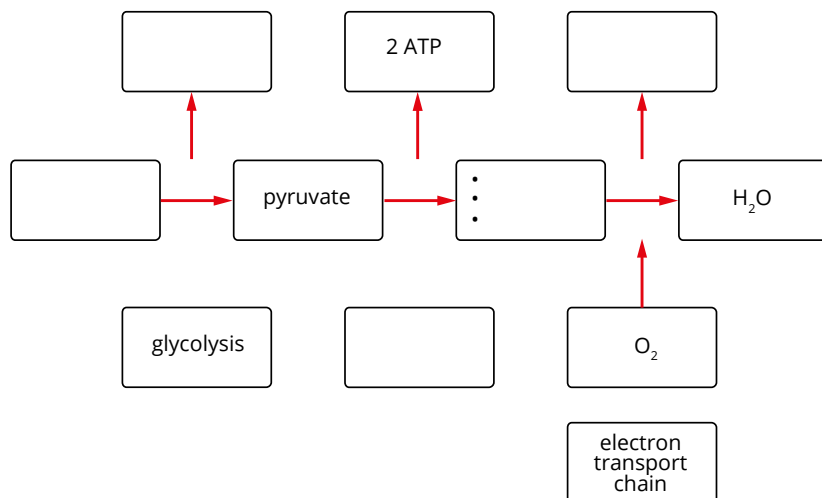 2 ATP
pyruvate
•
•
•
H₂O
glycolysis
O₂
electron
transport
chain